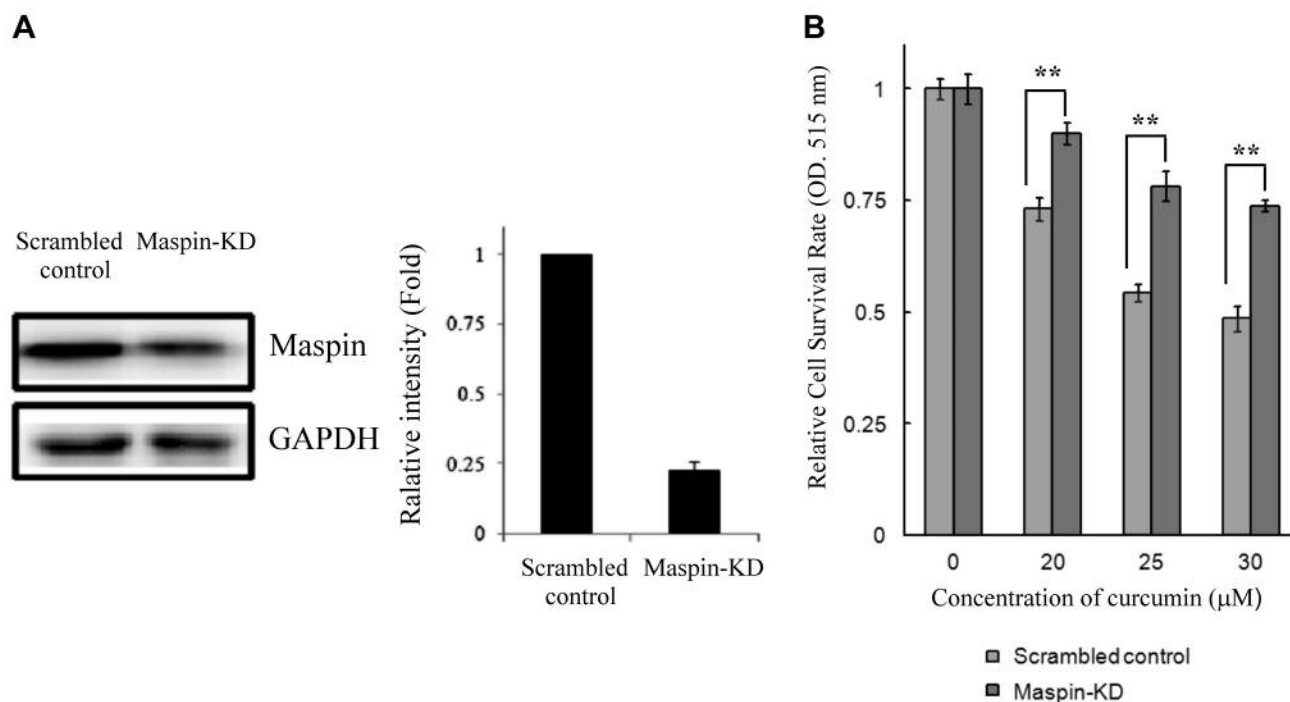 A
Scrambled control
Maspin-KD
Maspin
GAPDH
Ralative intensity (Fold)
1
0.75
0.5
0.25
0
Scrambled control
Maspin-KD
B
Relative Cell Survival Rate (OD. 515 nm)
1
0.75
0.5
0.25
0
**
**
**
0 20 25 30
Concentration of curcumin (μM)
Scrambled control
Maspin-KD